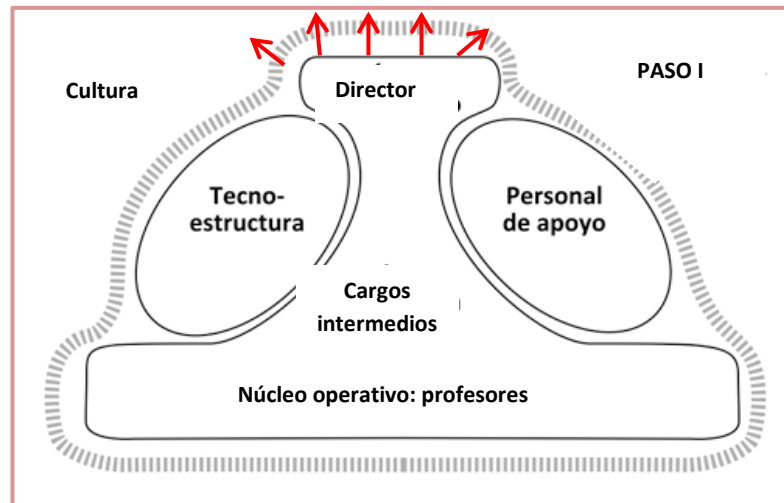 Cultura
PASO I
Director
Tecno-
estructura
Personal
de apoyo
Cargos
intermedios
Núcleo operativo: profesores